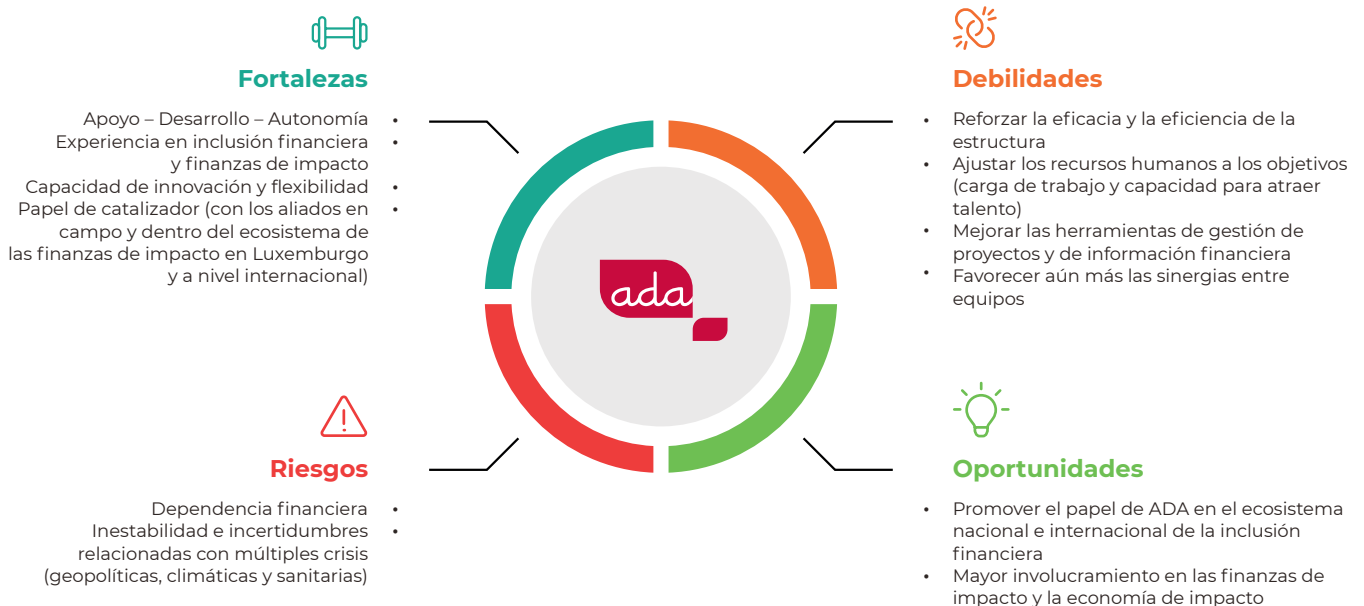 Fortalezas
Apoyo – Desarrollo – Autonomía •
Experiencia en inclusión financiera •
y finanzas de impacto
Capacidad de innovación y flexibilidad •
Papel de catalizador (con los aliados en •
campo y dentro del ecosistema de
las finanzas de impacto en Luxemburgo
y a nivel internacional)
Debilidades
• Reforzar la eficacia y la eficiencia de la
estructura
• Ajustar los recursos humanos a los objetivos
(carga de trabajo y capacidad para atraer
talento)
• Mejorar las herramientas de gestión de
proyectos y de información financiera
• Favorecer aún más las sinergias entre
equipos
ada
Riesgos
Dependencia financiera •
Inestabilidad e incertidumbres •
relacionadas con múltiples crisis
(geopolíticas, climáticas y sanitarias)
Oportunidades
• Promover el papel de ADA en el ecosistema
nacional e internacional de la inclusión
financiera
• Mayor involucramiento en las finanzas de
impacto y la economía de impacto